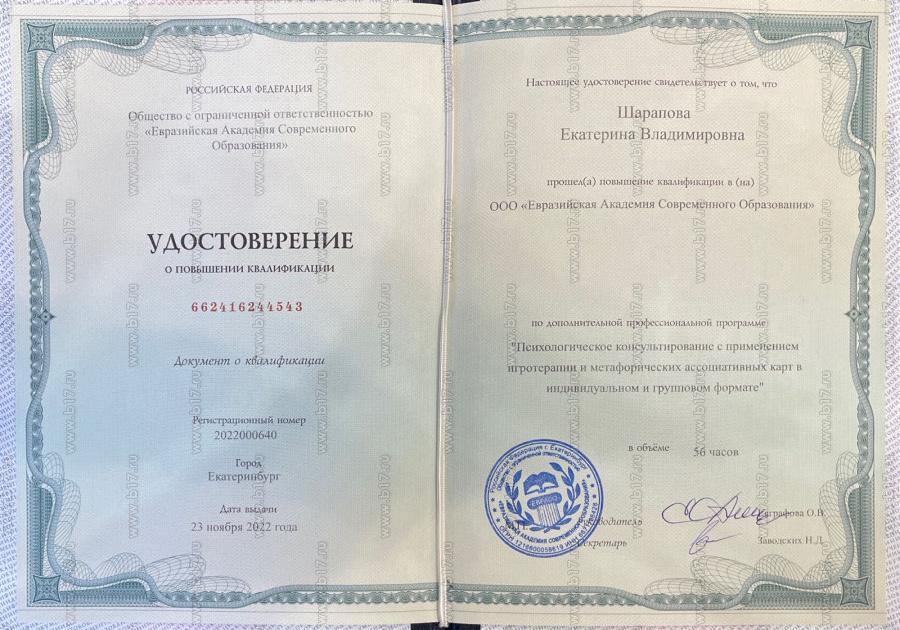 РОССИЙСКАЯ ФЕДЕРАЦИЯ
Общество с ограниченной ответственностью
«Евразийская Академия Современного
Образования»
УДОСТОВЕРЕНИЕ
О ПОВЫШЕНИИ КВАЛИФИКАЦИИ
662416244543
Документ о квалификации
Регистрационный номер
2022000640
Город
Екатеринбург
Дата выдачи
23 ноября 2022 года
Настоящее удостоверение свидетельствует о том, что
Шарапова
Екатерина Владимировна
прошел(а) повышение квалификации в (на)
ООО «Евразийская Академия Современного Образования»
по дополнительной профессиональной программе
"Психологическое консультирование с применением
игротерапии и метафорических ассоциативных карт в
индивидуальном и групповом формате"
в объёме 56 часов
Руководитель
О.В.
Секретарь Заводских Н.Д.
www.b17.ru